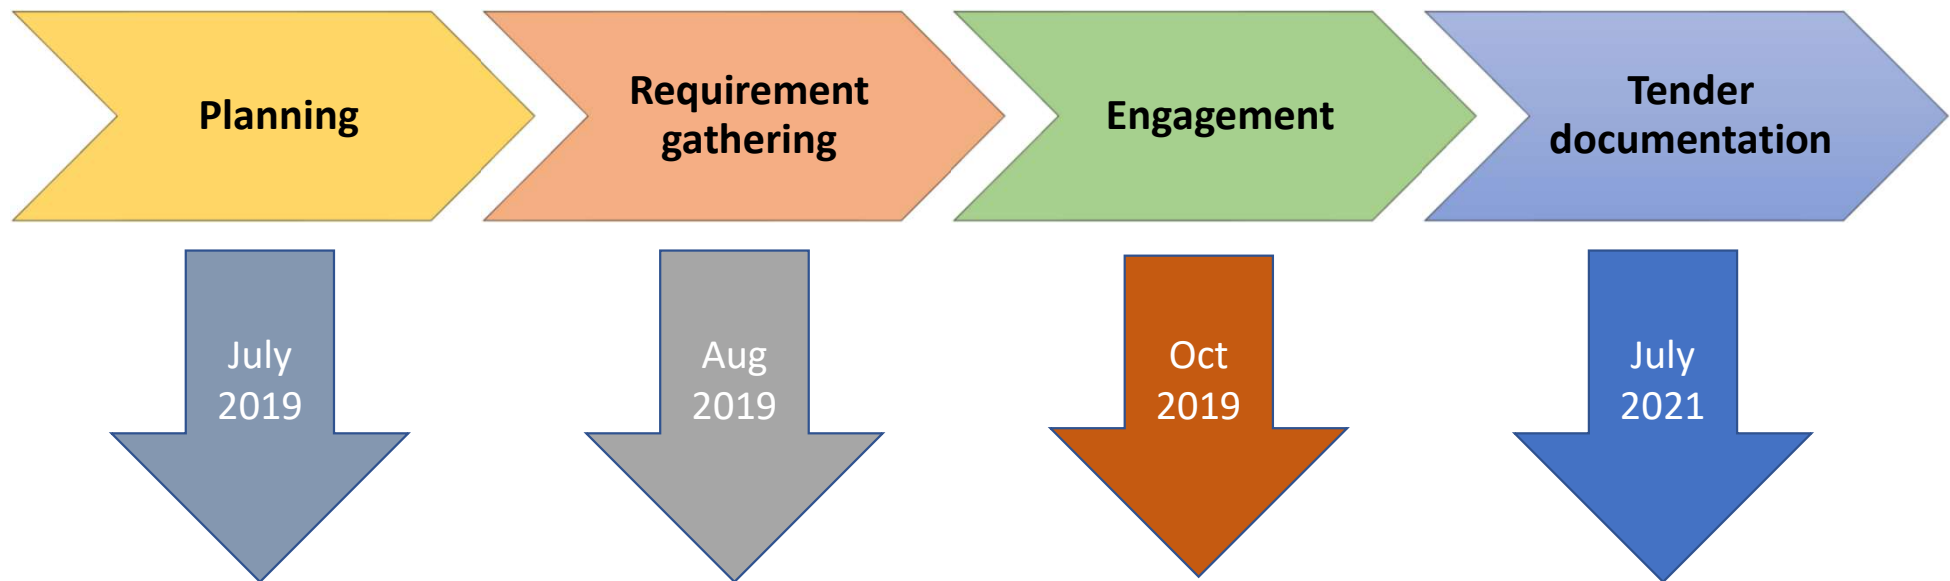 Planning
Requirement
gathering
Engagement
Tender
documentation
July
2019
Aug
2019
Oct
2019
July
2021